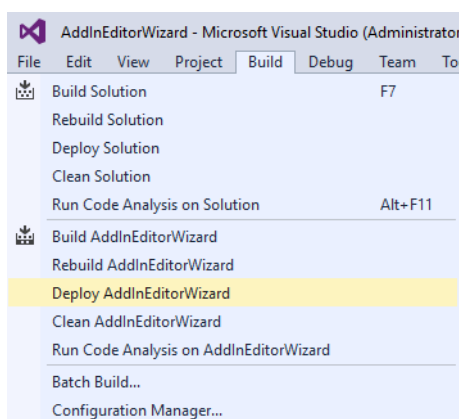 AddInEditorWizard - Microsoft Visual Studio (Administrator
File Edit View Project Build Debug Team To
Build Solution F7
Rebuild Solution
Deploy Solution
Clean Solution
Run Code Analysis on Solution Alt+F11
Build AddInEditorWizard
Rebuild AddInEditorWizard
Deploy AddInEditorWizard
Clean AddInEditorWizard
Run Code Analysis on AddInEditorWizard
Batch Build...
Configuration Manager...